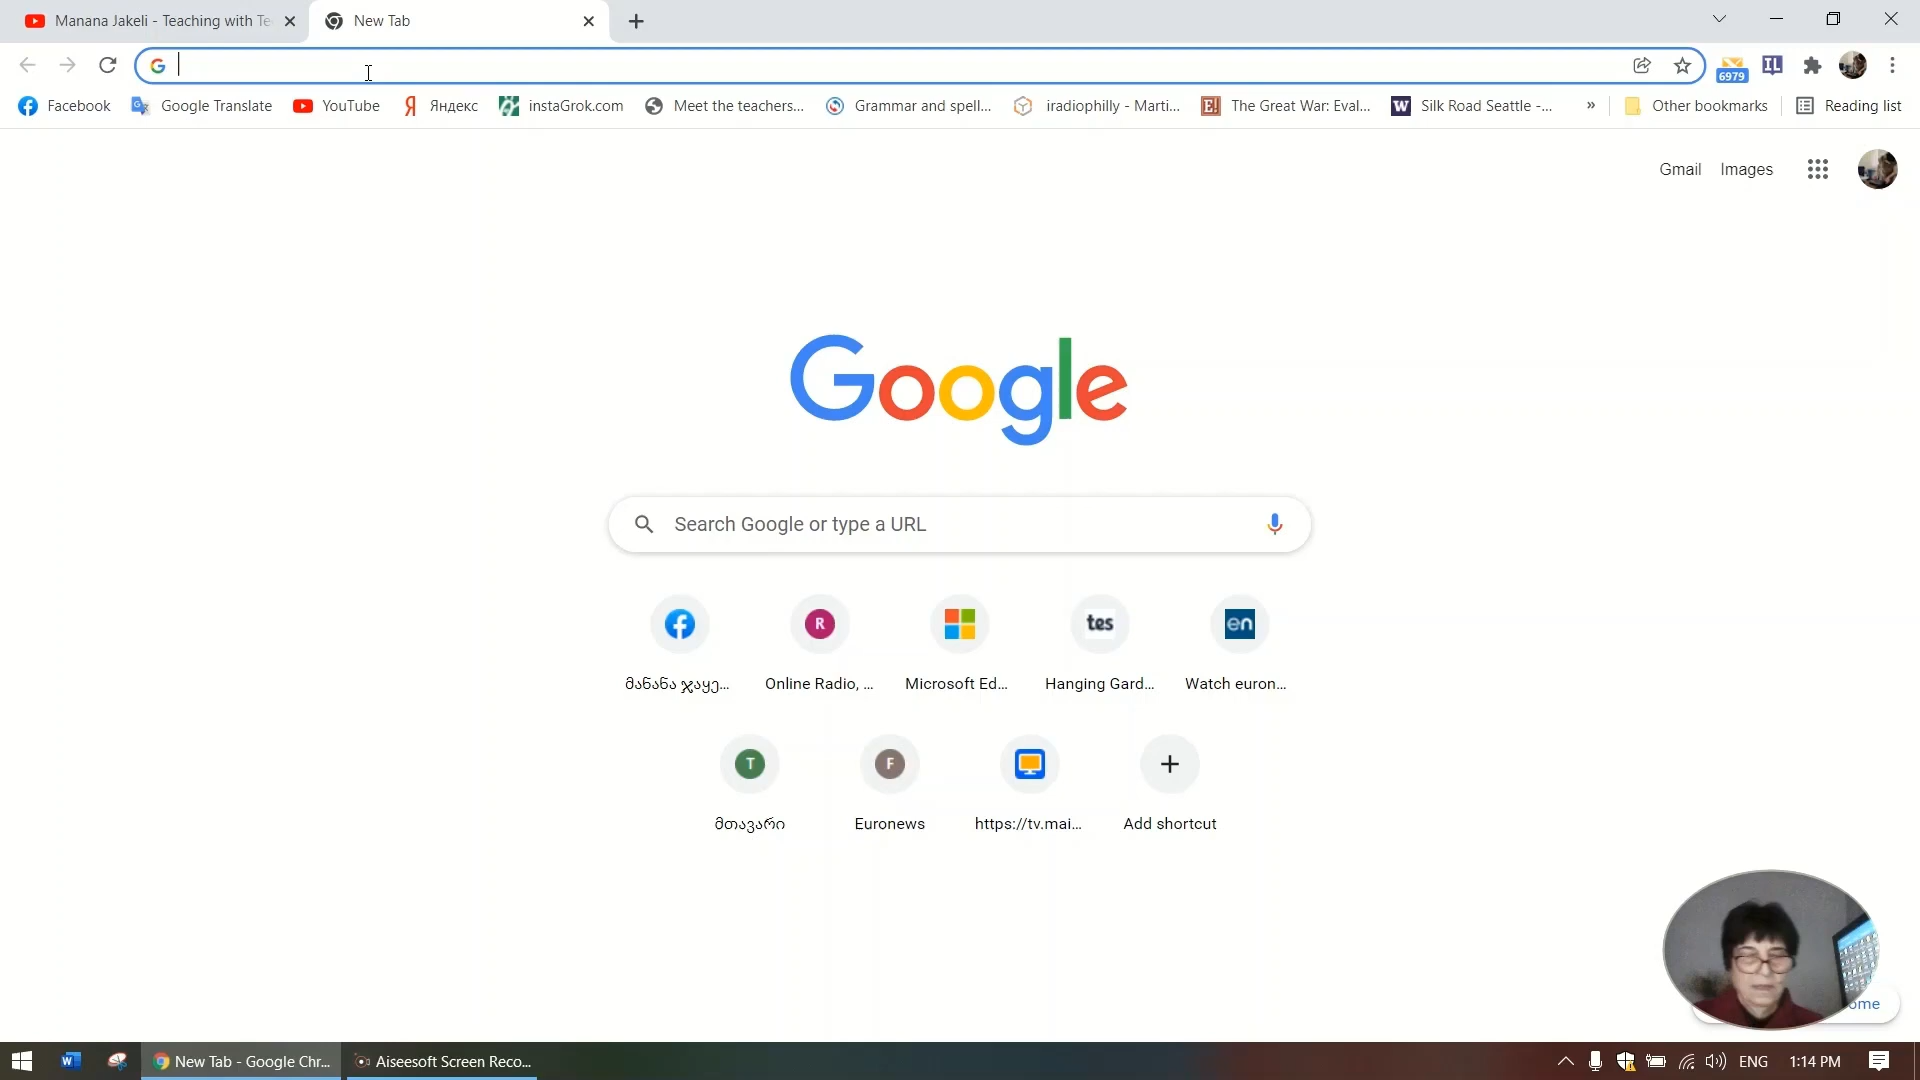 Manana Jakeli - Teaching with Te
New Tab
6979
IL
Facebook
Google Translate
YouTube
Яндекс
instaGrok.com
Meet the teachers...
Grammar and spell...
iradiophilly - Marti...
The Great War: Eval...
Silk Road Seattle -...
»
Other bookmarks
Reading list
Gmail
Images
Google
Search Google or type a URL
R
tes
en
მანანა ჯაყე...
Online Radio, ...
Microsoft Ed...
Hanging Gard...
Watch euron...
T
F
მთავარი
Euronews
https://tv.mai...
Add shortcut
ome
New Tab - Google Chr...
Aiseesoft Screen Reco...
ENG
1:14 PM